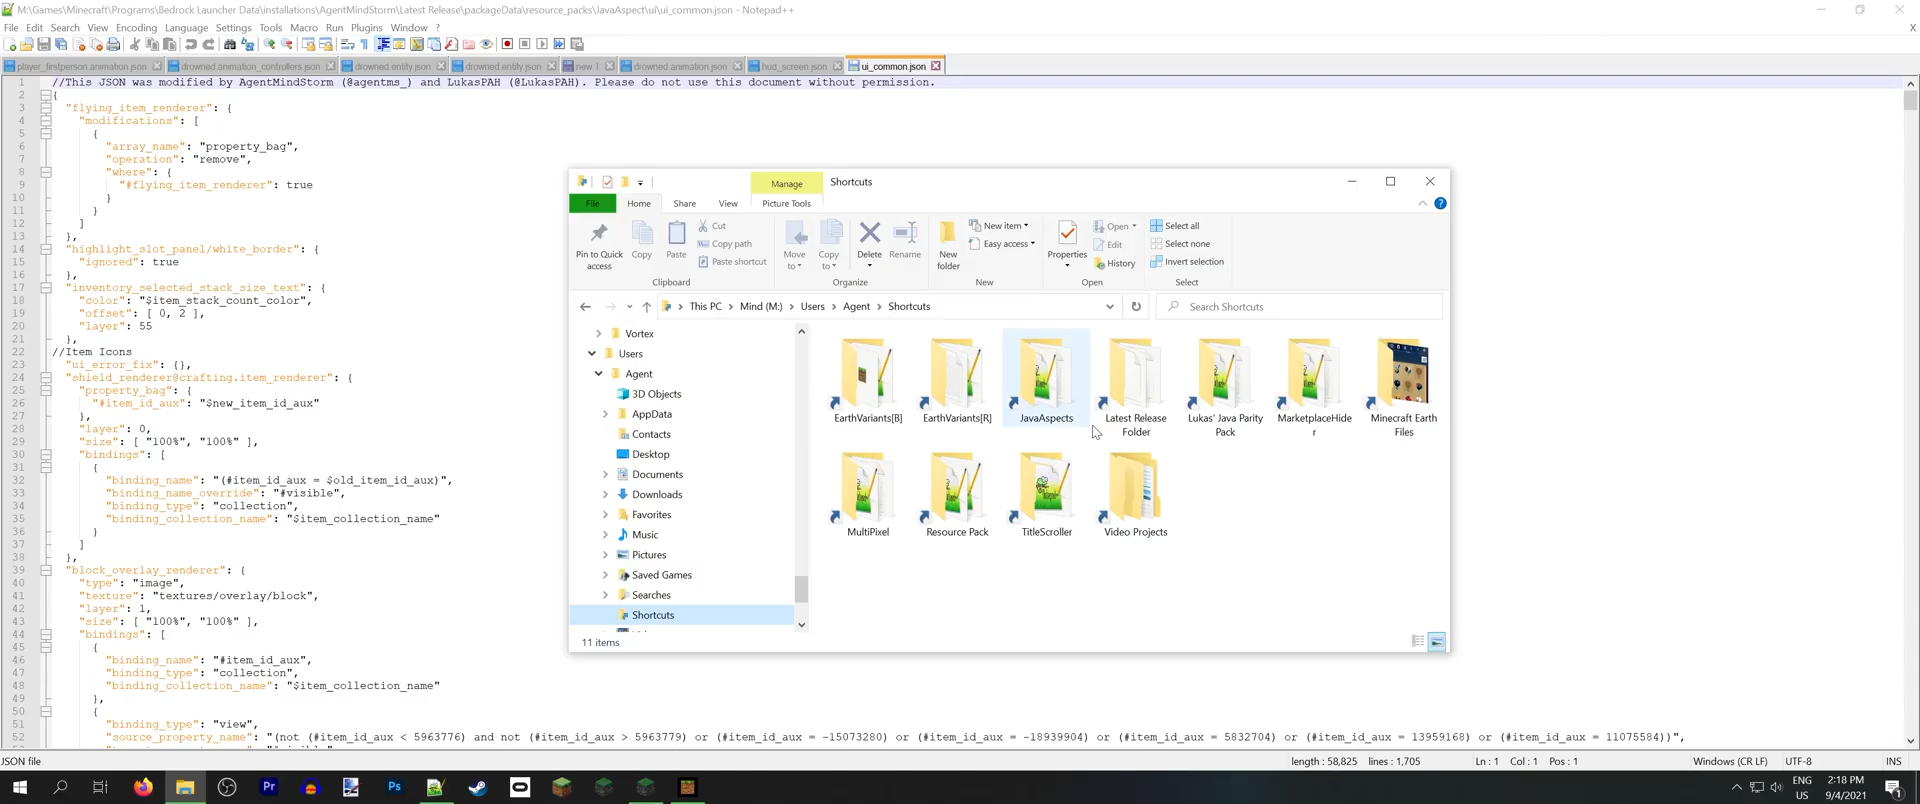 M:\Games\Minecraft\Programs\Bedrock Launcher Data\installations\AgentMindStorm\Latest Release\packageData\resource_packs\JavaAspect\ui\ui_common.json - Notepad++
File Edit Search View Encoding Language Settings Tools Macro Run Plugins Window ?
X
player_firstperson.animation.json drowned.animation_controllers.json drowned.entity.json drowned.entity.json new 1 drowned.animation.json hud_screen.json ui_common.json
1 //This JSON was modified by AgentMindStorm (@agentms_) and LukasPAH (@LukasPAH). Please do not use this document without permission.
2 {
3 "flying_item_renderer": {
4 "modifications": [
5 {
6 "array_name": "property_bag",
7 "operation": "remove",
8 "where": {
9 "#flying_item_renderer": true
10 }
11 }
12 ]
13 },
14 "highlight_slot_panel/white_border": {
15 "ignored": true
16 },
17 "inventory_selected_stack_size_text": {
18 "color": "$item_stack_count_color",
19 "offset": [ 0, 2 ],
20 "layer": 55
21 },
22 //Item Icons
23 "ui_error_fix": {},
24 "shield_renderer@crafting.item_renderer": {
25 "property_bag": {
26 "#item_id_aux": "$new_item_id_aux"
27 },
28 "layer": 0,
29 "size": [ "100%", "100%" ],
30 "bindings": [
31 {
32 "binding_name": "(#item_id_aux = $old_item_id_aux)",
33 "binding_name_override": "#visible",
34 "binding_type": "collection",
35 "binding_collection_name": "$item_collection_name"
36 }
37 ]
38 },
39 "block_overlay_renderer": {
40 "type": "image",
41 "texture": "textures/overlay/block",
42 "layer": 1,
43 "size": [ "100%", "100%" ],
44 "bindings": [
45 {
46 "binding_name": "#item_id_aux",
47 "binding_type": "collection",
48 "binding_collection_name": "$item_collection_name"
49 },
50 {
51 "binding_type": "view",
52 "source_property_name": "(not (#item_id_aux < 5963776) and not (#item_id_aux > 5963779) or (#item_id_aux = -15073280) or (#item_id_aux = -18939904) or (#item_id_aux = 5832704) or (#item_id_aux = 13959168) or (#item_id_aux = 11075584))",
Manage Shortcuts
File Home Share View Picture Tools
Pin to Quick access
Copy
Paste
Cut
Copy path
Paste shortcut
Clipboard
Move to
Copy to
Delete
Rename
Organize
New folder
New item
Easy access
New
Properties
Open
Edit
History
Open
Select all
Select none
Invert selection
Select
This PC > Mind (M:) > Users > Agent > Shortcuts
Search Shortcuts
Vortex
Users
Agent
3D Objects
AppData
Contacts
Desktop
Documents
Downloads
Favorites
Music
Pictures
Saved Games
Searches
Shortcuts
EarthVariants[B]
EarthVariants[R]
JavaAspects
Latest Release Folder
Lukas' Java Parity Pack
MarketplaceHider
Minecraft Earth Files
MultiPixel
Resource Pack
TitleScroller
Video Projects
11 items
JSON file length : 58,825 lines : 1,705 Ln : 1 Col : 1 Pos : 1 Windows (CR LF) UTF-8 INS
Pr
Ps
ENG
US
2:18 PM
9/4/2021
1